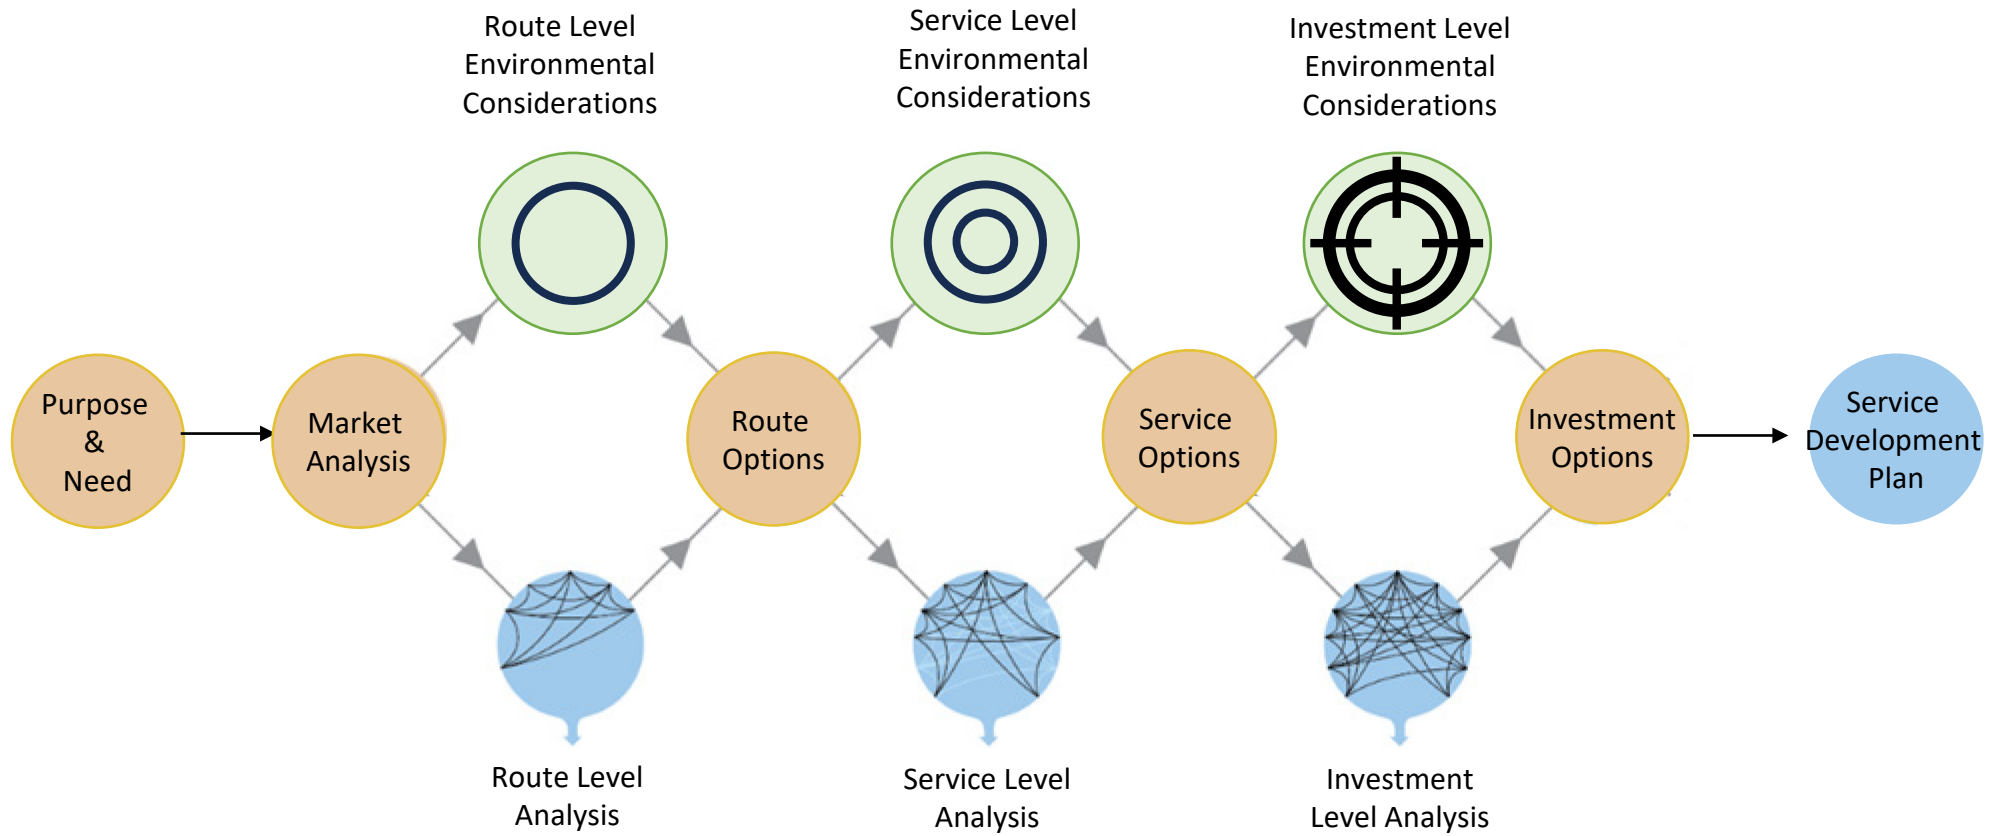 Route Level
Environmental
Considerations
Service Level
Environmental
Considerations
Investment Level
Environmental
Considerations
Purpose
&
Need
Market
Analysis
Route
Options
Service
Options
Investment
Options
Service
Development
Plan
Route Level
Analysis
Service Level
Analysis
Investment
Level Analysis